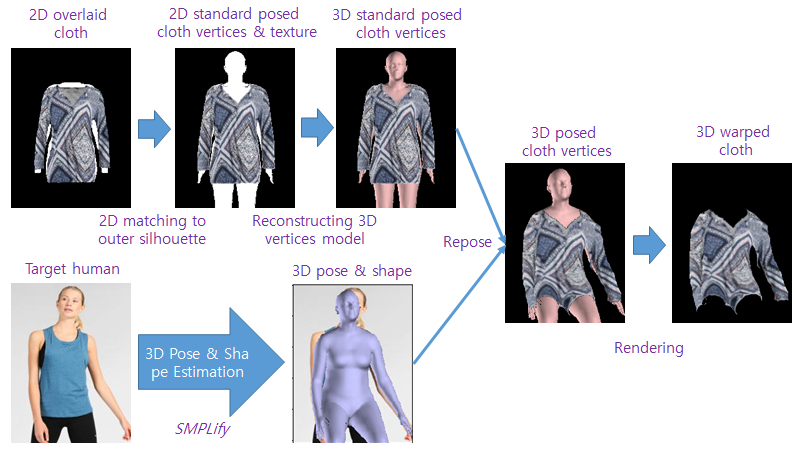 2D overlaid
cloth
2D standard posed
cloth vertices & texture
3D standard posed
cloth vertices
3D posed
cloth vertices
3D warped
cloth
2D matching to
outer silhouette
Reconstructing 3D
vertices model
Repose
Target human
3D pose & shape
3D Pose & Sha
pe Estimation
SMPLify
Rendering